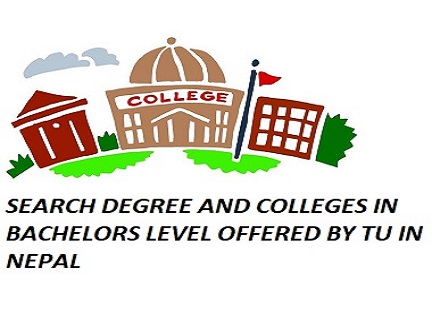 COLLEGE
SEARCH DEGREE AND COLLEGES IN
BACHELORS LEVEL OFFERED BY TU IN
NEPAL